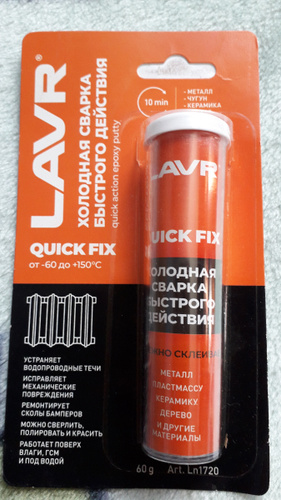 LAVR®
ХОЛОДНАЯ СВАРКА
БЫСТРОГО ДЕЙСТВИЯ
quick action epoxy putty
QUICK FIX
от -60 до +150°C
УСТРАНЯЕТ
ВОДОПРОВОДНЫЕ ТЕЧИ
ИСПРАВЛЯЕТ
МЕХАНИЧЕСКИЕ
ПОВРЕЖДЕНИЯ
РЕМОНТИРУЕТ
СКОЛЫ БАМПЕРОВ
МОЖНО СВЕРЛИТЬ,
ПОЛИРОВАТЬ И КРАСИТЬ
РАБОТАЕТ ПОВЕРХ
ВЛАГИ, ГСМ
И ПОД ВОДОЙ
10 min
- МЕТАЛЛ
- ЧУГУН
- КЕРАМИКА
LAVR
QUICK FIX
ХОЛОДНАЯ
СВАРКА
БЫСТРОГО
ДЕЙСТВИЯ
МЕТАЛЛ
ПЛАСТМАССУ
КЕРАМИКУ
ДЕРЕВО
И ДРУГИЕ
МАТЕРИАЛЫ
60 g
Art. Ln1720